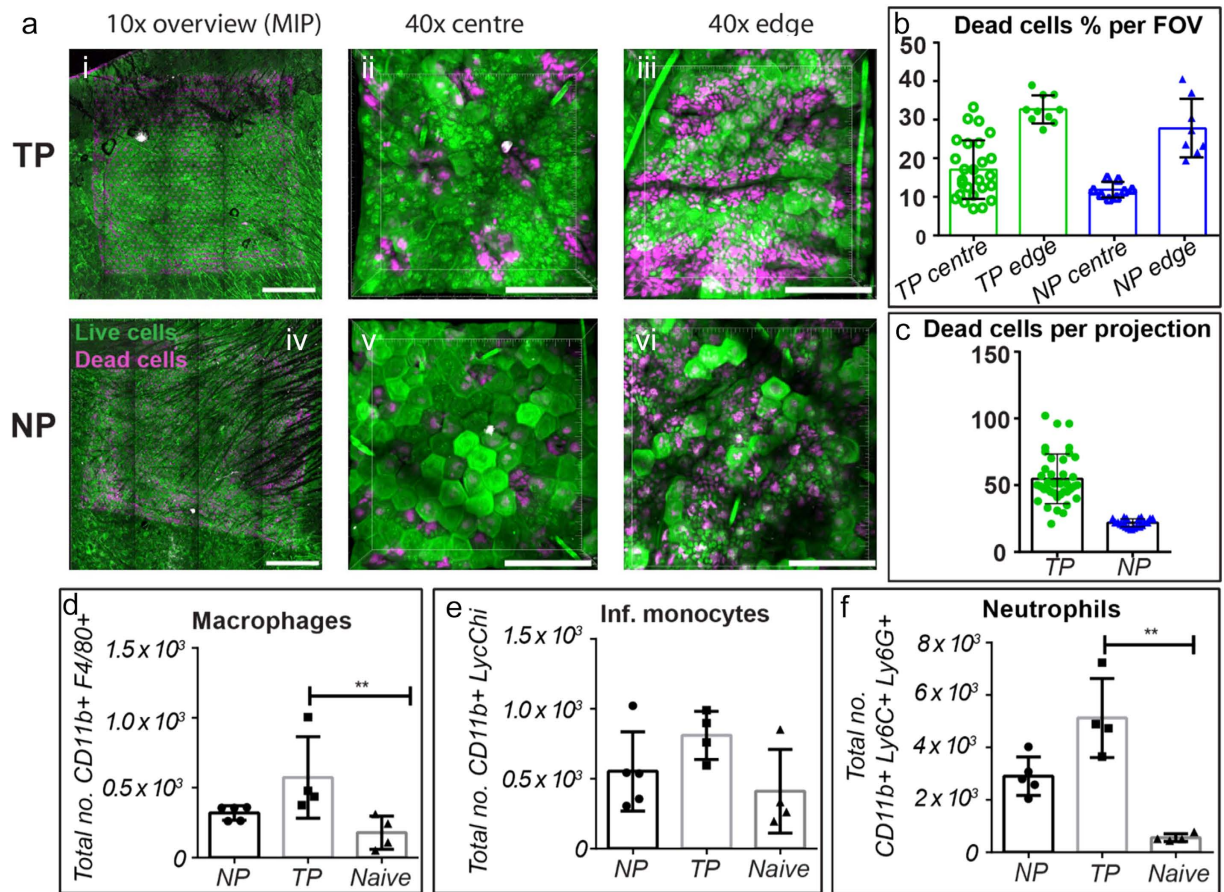 a
10x overview (MIP)
40x centre
40x edge
TP
i
ii
iii
NP
Live cells
Dead cells
iv
v
vi
b
Dead cells % per FOV
50
40
30
20
10
0
TP centre
TP edge
NP centre
NP edge
c
Dead cells per projection
150
100
50
0
TP
NP
d
Macrophages
Total no. CD11b+ F4/80+
1.5 x 10³
1.0 x 10³
0.5 x 10³
0
**
NP
TP
Naive
e
Inf. monocytes
Total no. CD11b+ LycChi
1.5 x 10³
1.0 x 10³
0.5 x 10³
0
NP
TP
Naive
f
Neutrophils
Total no.
CD11b+ Ly6C+ Ly6G+
8 x 10³
6 x 10³
4 x 10³
2 x 10³
0
**
NP
TP
Naive